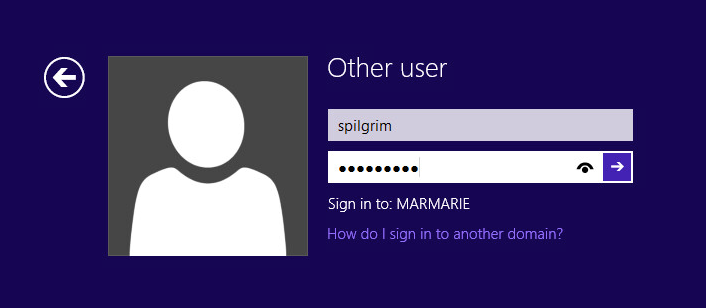 Other user
spilgrim
●●●●●●●●●
Sign in to: MARMARIE
How do I sign in to another domain?